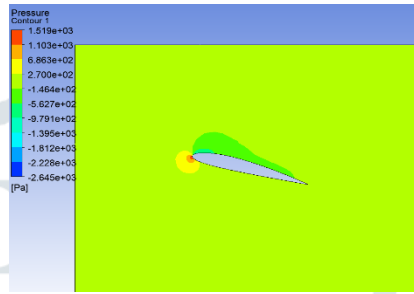 Pressure
Contour 1
1.519e+03
1.103e+03
6.863e+02
2.700e+02
-1.464e+02
-5.627e+02
-9.791e+02
-1.395e+03
-1.812e+03
-2.228e+03
-2.645e+03
[Pa]